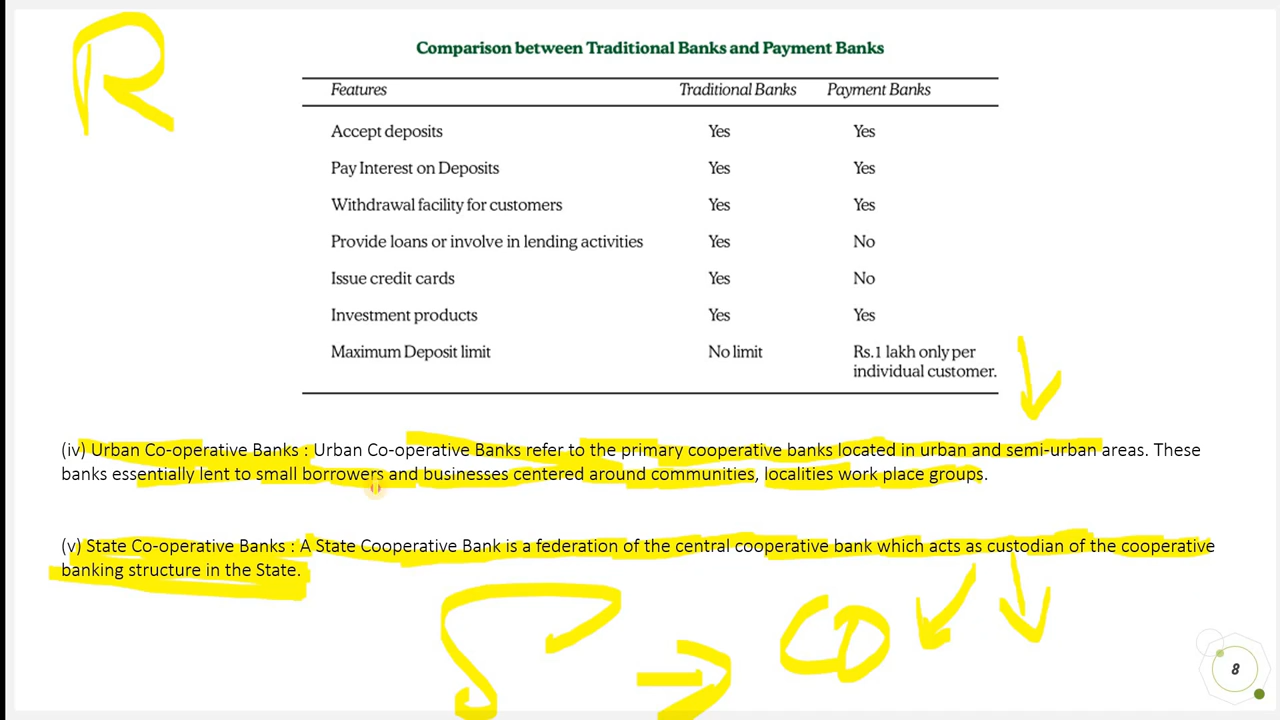 R
Comparison between Traditional Banks and Payment Banks
Features Traditional Banks Payment Banks
Accept deposits Yes Yes
Pay Interest on Deposits Yes Yes
Withdrawal facility for customers Yes Yes
Provide loans or involve in lending activities Yes No
Issue credit cards Yes No
Investment products Yes Yes
Maximum Deposit limit No limit Rs.1 lakh only per
individual customer.
(iv) Urban Co-operative Banks : Urban Co-operative Banks refer to the primary cooperative banks located in urban and semi-urban areas. These
banks essentially lent to small borrowers and businesses centered around communities, localities work place groups.
(v) State Co-operative Banks : A State Cooperative Bank is a federation of the central cooperative bank which acts as custodian of the cooperative
banking structure in the State.
S → CO
8